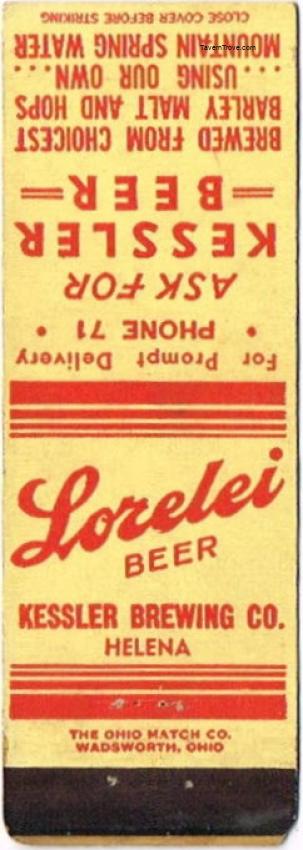 TavernTrove.com
For Prompt Delivery
• PHONE 71 •
ASK FOR
KESSLER
=BEER=
BREWED FROM CHOICEST
BARLEY MALT AND HOPS
....USING OUR OWN...
MOUNTAIN SPRING WATER
CLOSE COVER BEFORE STRIKING
Lorelei
BEER
KESSLER BREWING CO.
HELENA
THE OHIO MATCH CO.
WADSWORTH, OHIO